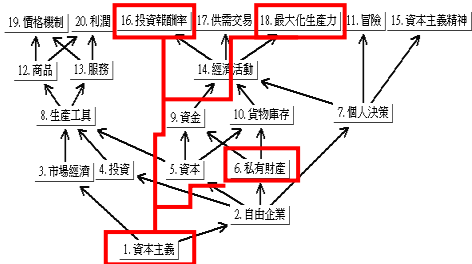 19. 價格機制 20. 利潤 16. 投資報酬率 17. 供需交易 18. 最大化生產力 11. 冒險 15. 資本主義精神
12. 商品 13. 服務 14. 經濟活動
8. 生產工具 9. 資金 10. 貨物庫存 7. 個人決策
3. 市場經濟 4. 投資 5. 資本 6. 私有財產
2. 自由企業
1. 資本主義